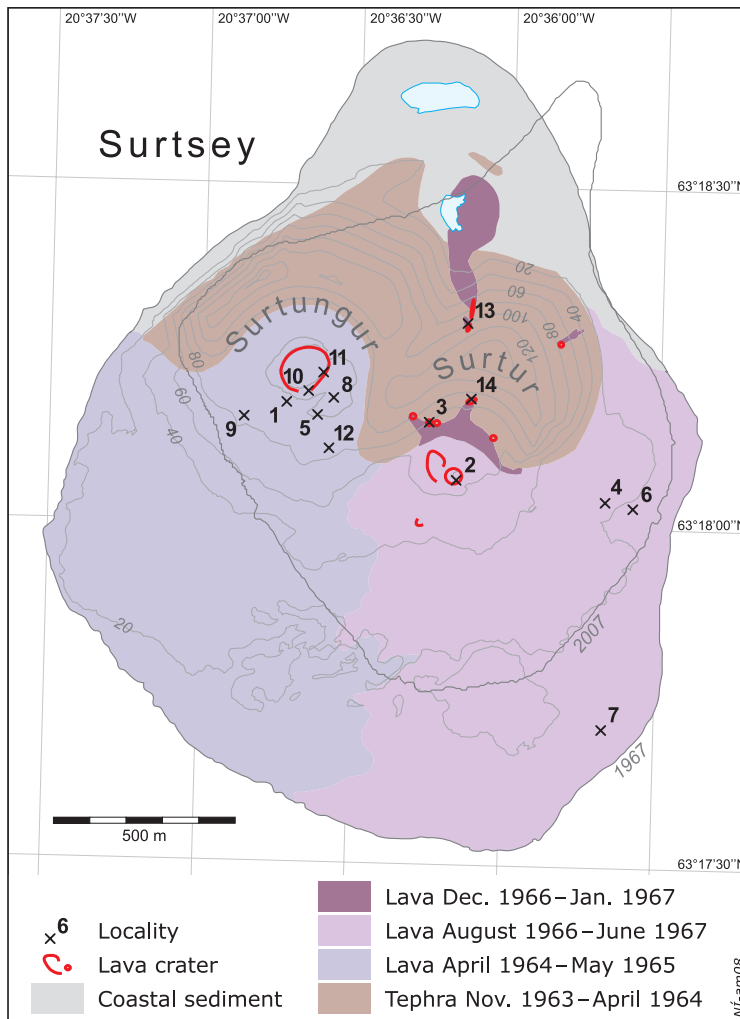 20°37'30''W
20°37'00''W
20°36'30''W
20°36'00''W
Surtsey
63°18'30''N
20
60
100
120
80
40
13
Surtungur
Surtur
11
10
8
14
80
60
40
9
1
5
3
12
2
4
6
63°18'00''N
20
2007
7
1967
500 m
63°17'30''N
6
Locality
Lava crater
Coastal sediment
Lava Dec. 1966–Jan. 1967
Lava August 1966–June 1967
Lava April 1964–May 1965
Tephra Nov. 1963–April 1964
NÍ-am08